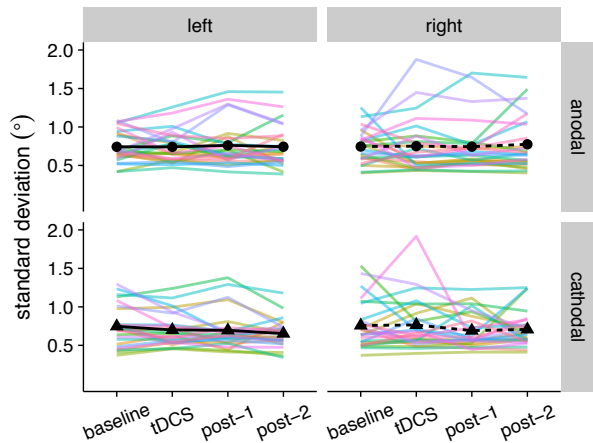 left right
2.0
1.5
1.0
0.5
anodal
2.0
1.5
1.0
0.5
cathodal
standard deviation (°)
baseline tDCS post-1 post-2 baseline tDCS post-1 post-2